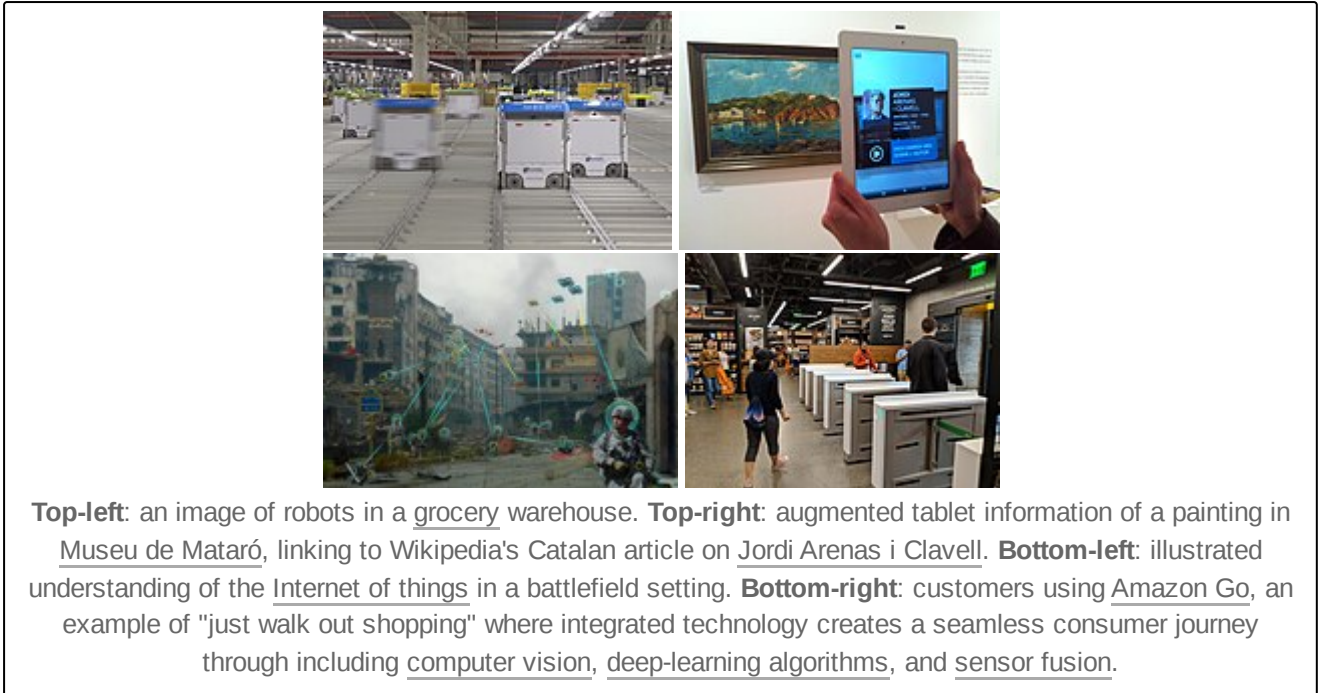 JORDI
ARENAS
i CLAVELL
Top-left: an image of robots in a grocery warehouse. Top-right: augmented tablet information of a painting in
Museu de Mataró, linking to Wikipedia's Catalan article on Jordi Arenas i Clavell. Bottom-left: illustrated
understanding of the Internet of things in a battlefield setting. Bottom-right: customers using Amazon Go, an
example of "just walk out shopping" where integrated technology creates a seamless consumer journey
through including computer vision, deep-learning algorithms, and sensor fusion.